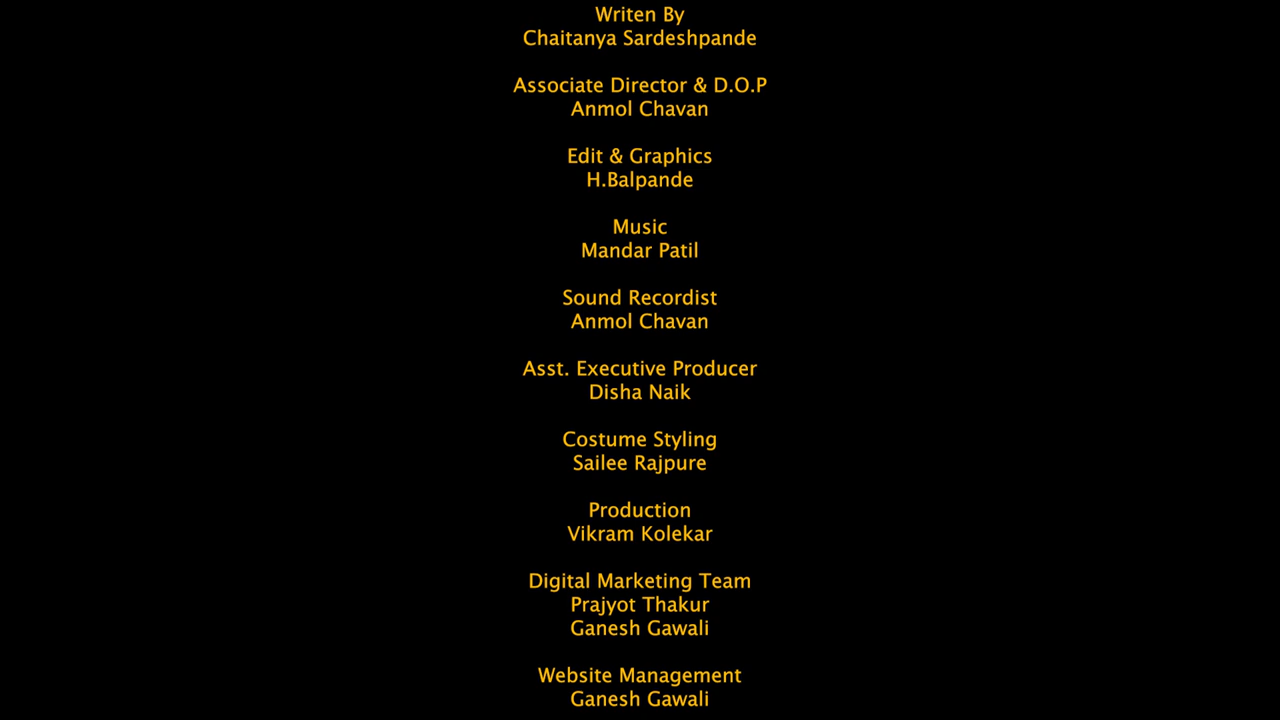 Writen By
Chaitanya Sardeshpande
Associate Director & D.O.P
Anmol Chavan
Edit & Graphics
H.Balpande
Music
Mandar Patil
Sound Recordist
Anmol Chavan
Asst. Executive Producer
Disha Naik
Costume Styling
Sailee Rajpure
Production
Vikram Kolekar
Digital Marketing Team
Prajyot Thakur
Ganesh Gawali
Website Management
Ganesh Gawali